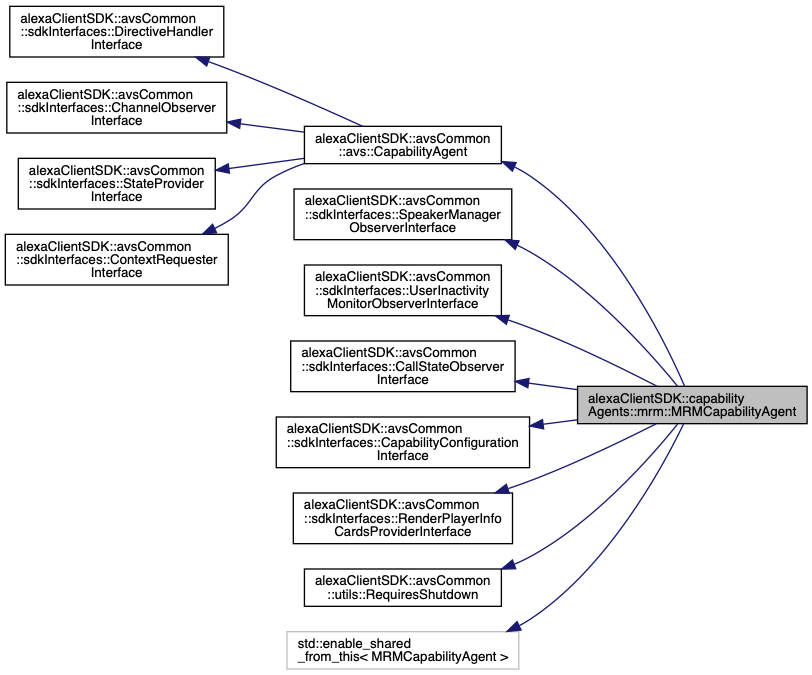 alexaClientSDK::avsCommon
::sdkInterfaces::DirectiveHandler
Interface
alexaClientSDK::avsCommon
::sdkInterfaces::ChannelObserver
Interface
alexaClientSDK::avsCommon
::sdkInterfaces::StateProvider
Interface
alexaClientSDK::avsCommon
::sdkInterfaces::ContextRequester
Interface
alexaClientSDK::avsCommon
::avs::CapabilityAgent
alexaClientSDK::avsCommon
::sdkInterfaces::SpeakerManager
ObserverInterface
alexaClientSDK::avsCommon
::sdkInterfaces::UserInactivity
MonitorObserverInterface
alexaClientSDK::avsCommon
::sdkInterfaces::CallStateObserver
Interface
alexaClientSDK::avsCommon
::sdkInterfaces::CapabilityConfiguration
Interface
alexaClientSDK::avsCommon
::sdkInterfaces::RenderPlayerInfo
CardsProviderInterface
alexaClientSDK::avsCommon
::utils::RequiresShutdown
std::enable_shared
_from_this< MRMCapabilityAgent >
alexaClientSDK::capability
Agents::mrm::MRMCapabilityAgent